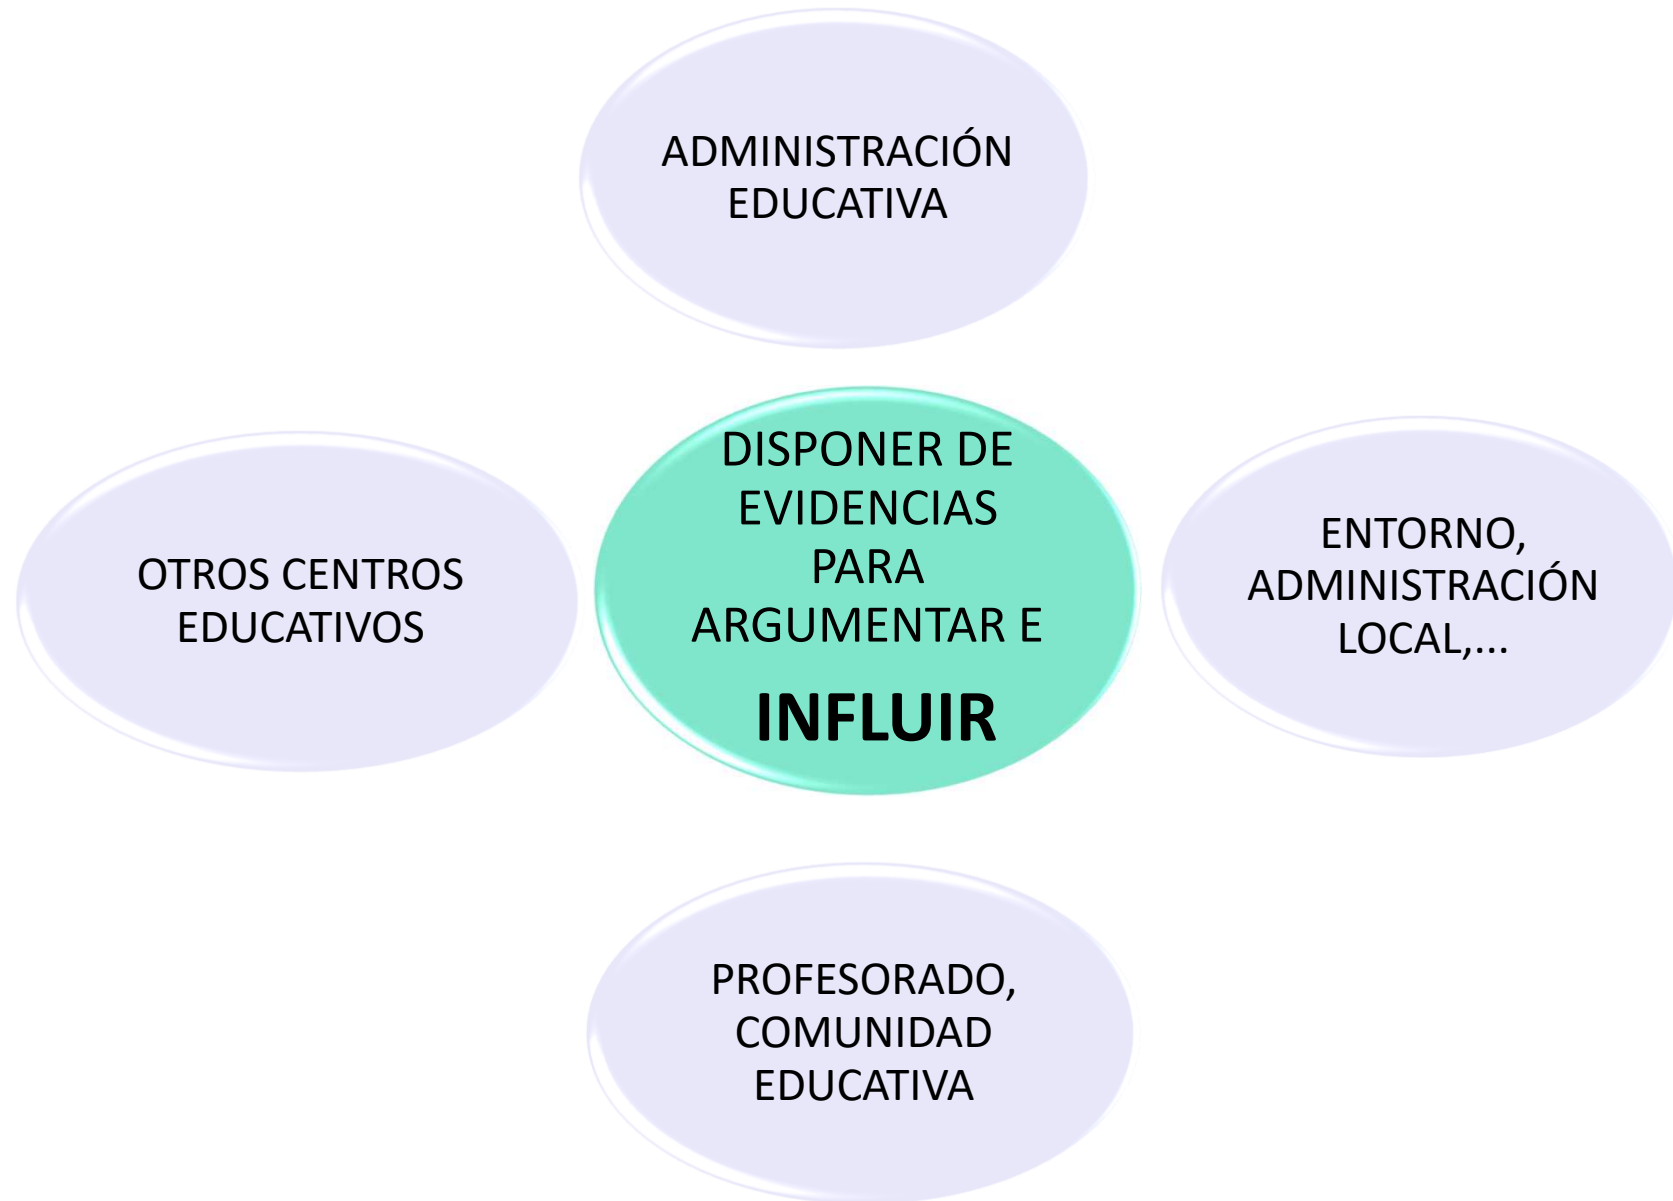 ADMINISTRACIÓN
EDUCATIVA
DISPONER DE
EVIDENCIAS
PARA
ARGUMENTAR E
INFLUIR
OTROS CENTROS
EDUCATIVOS
ENTORNO,
ADMINISTRACIÓN
LOCAL,...
PROFESORADO,
COMUNIDAD
EDUCATIVA